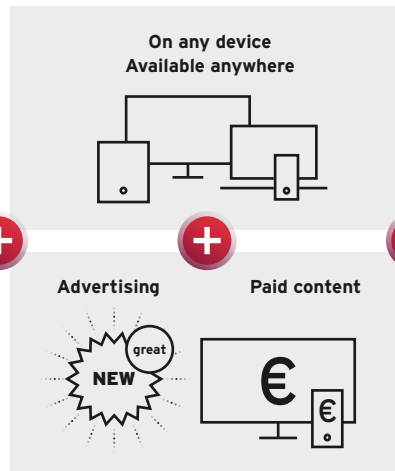 On any device
Available anywhere
+
+
Advertising
Paid content
great
NEW
€
€